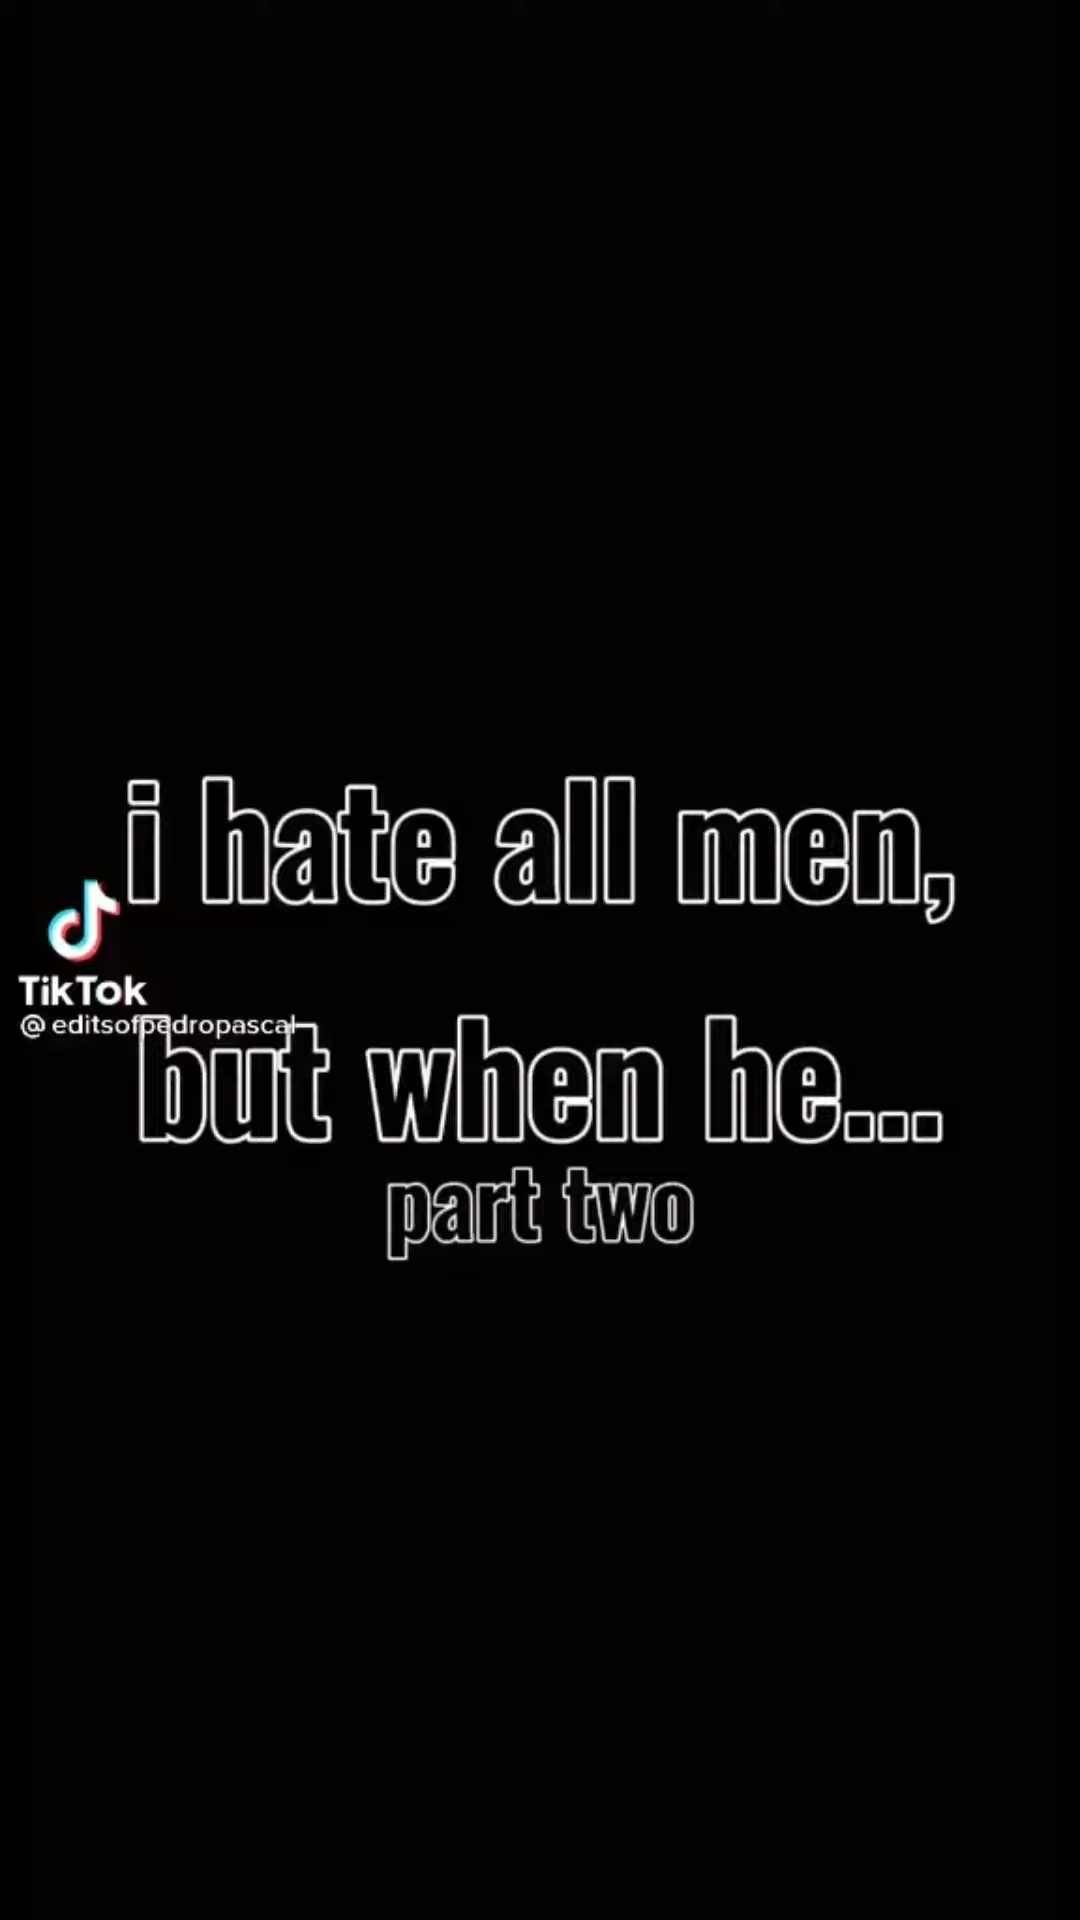 i hate all men,
TikTok
@editsofpedropascal
but when he...
part two